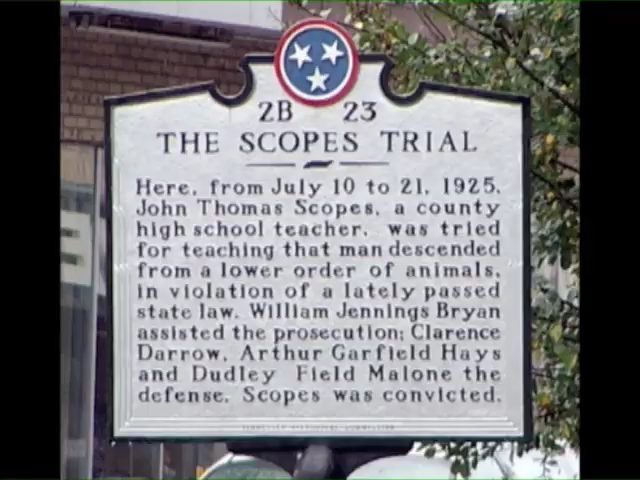 2B 23
THE SCOPES TRIAL
Here, from July 10 to 21, 1925,
John Thomas Scopes, a county
high school teacher, was tried
for teaching that man descended
from a lower order of animals,
in violation of a lately passed
state law. William Jennings Bryan
assisted the prosecution; Clarence
Darrow, Arthur Garfield Hays
and Dudley Field Malone the
defense. Scopes was convicted.
TENNESSEE HISTORICAL COMMISSION